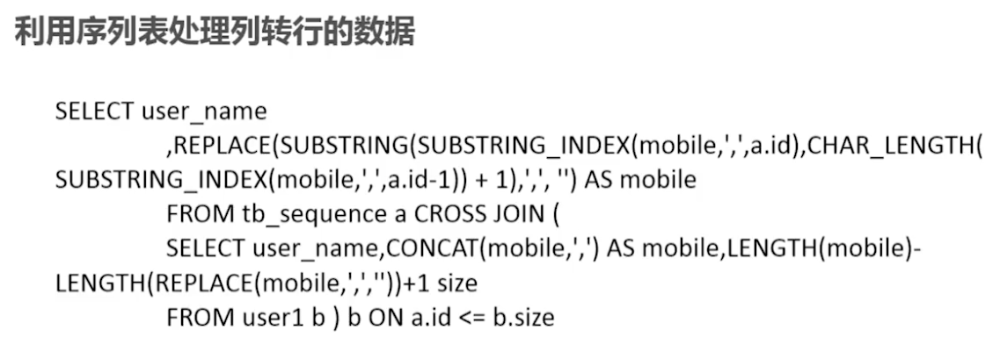 利用序列表处理列转行的数据
SELECT user_name
,REPLACE(SUBSTRING(SUBSTRING_INDEX(mobile,',',a.id),CHAR_LENGTH(
SUBSTRING_INDEX(mobile,',',a.id-1)) + 1),',', '') AS mobile
FROM tb_sequence a CROSS JOIN (
SELECT user_name,CONCAT(mobile,',') AS mobile,LENGTH(mobile)-
LENGTH(REPLACE(mobile,',',''))+1 size
FROM user1 b ) b ON a.id <= b.size